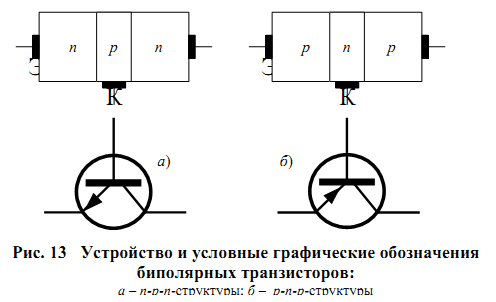 n p n p n p
Э Э
К К
а) б)
Рис. 13 Устройство и условные графические обозначения
биполярных транзисторов:
а – n-p-n-структуры; б – p-n-p-структуры